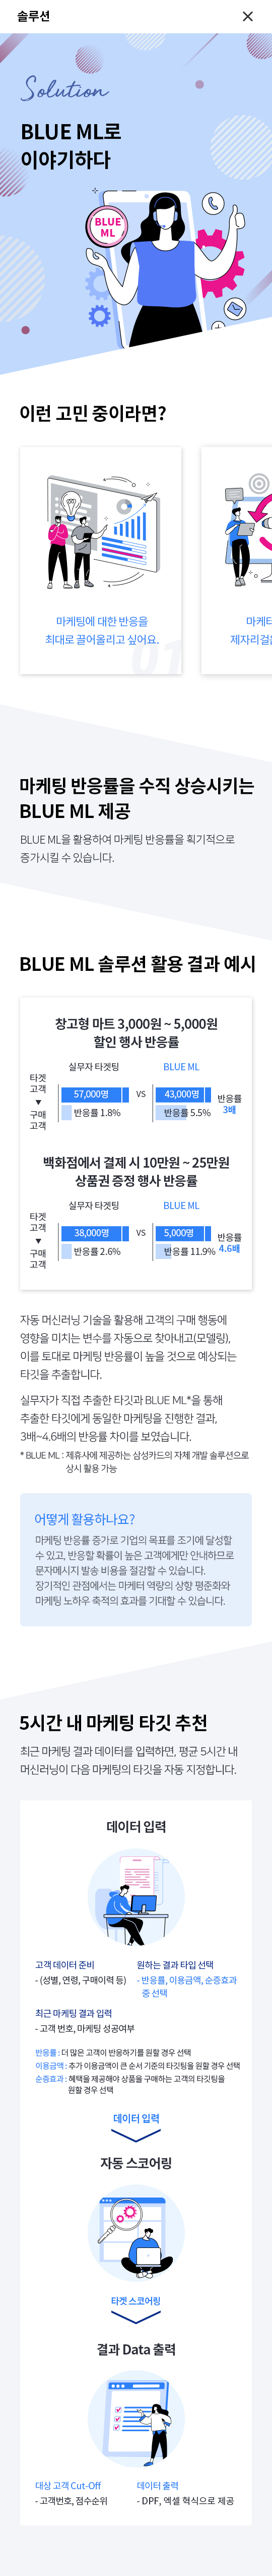 솔루션
Solution
BLUE ML로
이야기하다
BLUE
ML
이런 고민 중이라면?
마케팅에 대한 반응을
최대로 끌어올리고 싶어요.
01
마케터
제자리걸음
마케팅 반응률을 수직 상승시키는
BLUE ML 제공
BLUE ML을 활용하여 마케팅 반응률을 획기적으로
증가시킬 수 있습니다.
BLUE ML 솔루션 활용 결과 예시
창고형 마트 3,000원 ~ 5,000원
할인 행사 반응률
실무자 타겟팅 BLUE ML
타겟
고객
▼
구매
고객
57,000명 VS 43,000명
반응률 1.8% 반응률 5.5%
반응률
3배
백화점에서 결제 시 10만원 ~ 25만원
상품권 증정 행사 반응률
실무자 타겟팅 BLUE ML
타겟
고객
▼
구매
고객
38,000명 VS 5,000명
반응률 2.6% 반응률 11.9%
반응률
4.6배
자동 머신러닝 기술을 활용해 고객의 구매 행동에
영향을 미치는 변수를 자동으로 찾아내고(모델링),
이를 토대로 마케팅 반응률이 높을 것으로 예상되는
타깃을 추출합니다.
실무자가 직접 추출한 타깃과 BLUE ML*을 통해
추출한 타깃에게 동일한 마케팅을 진행한 결과,
3배~4.6배의 반응률 차이를 보였습니다.
* BLUE ML : 제휴사에 제공하는 삼성카드의 자체 개발 솔루션으로
상시 활용 가능
어떻게 활용하나요?
마케팅 반응률 증가로 기업의 목표를 조기에 달성할
수 있고, 반응할 확률이 높은 고객에게만 안내하므로
문자메시지 발송 비용을 절감할 수 있습니다.
장기적인 관점에서는 마케터 역량의 상향 평준화와
마케팅 노하우 축적의 효과를 기대할 수 있습니다.
5시간 내 마케팅 타깃 추천
최근 마케팅 결과 데이터를 입력하면, 평균 5시간 내
머신러닝이 다음 마케팅의 타깃을 자동 지정합니다.
데이터 입력
고객 데이터 준비
- (성별, 연령, 구매이력 등)
원하는 결과 타입 선택
- 반응률, 이용금액, 순증효과
중 선택
최근 마케팅 결과 입력
- 고객 번호, 마케팅 성공여부
반응률 : 더 많은 고객이 반응하기를 원할 경우 선택
이용금액 : 추가 이용금액이 큰 순서 기준의 타깃팅을 원할 경우 선택
순증효과 : 혜택을 제공해야 상품을 구매하는 고객의 타깃팅을
원할 경우 선택
데이터 입력
자동 스코어링
타겟 스코어링
결과 Data 출력
대상 고객 Cut-Off
- 고객번호, 점수순위
데이터 출력
- DPF, 엑셀 형식으로 제공